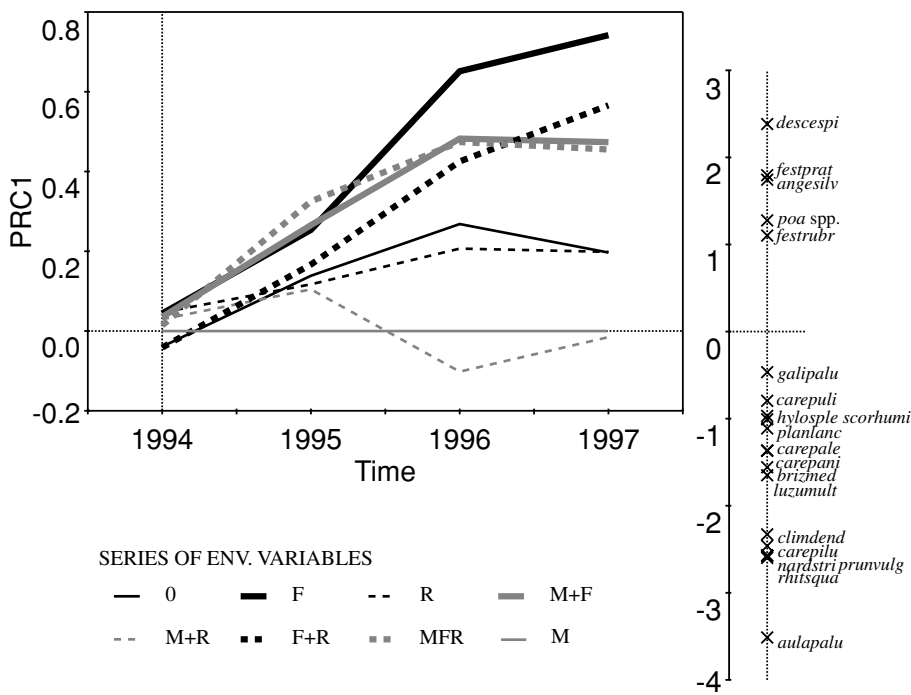 0.8
0.6
0.4
0.2
0.0
-0.2
PRC1
1994 1995 1996 1997
Time
3
2
1
0
-1
-2
-3
-4
descespi
festprat
angesilv
poa spp.
festrubr
galipalu
carepuli
hylosple scorhumi
planlanc
carepale
carepani
brizmed
luzumult
climdend
carepilu
nardstri prunvulg
rhitsqua
aulapalu
SERIES OF ENV. VARIABLES
0 F R M+F
M+R F+R MFR M